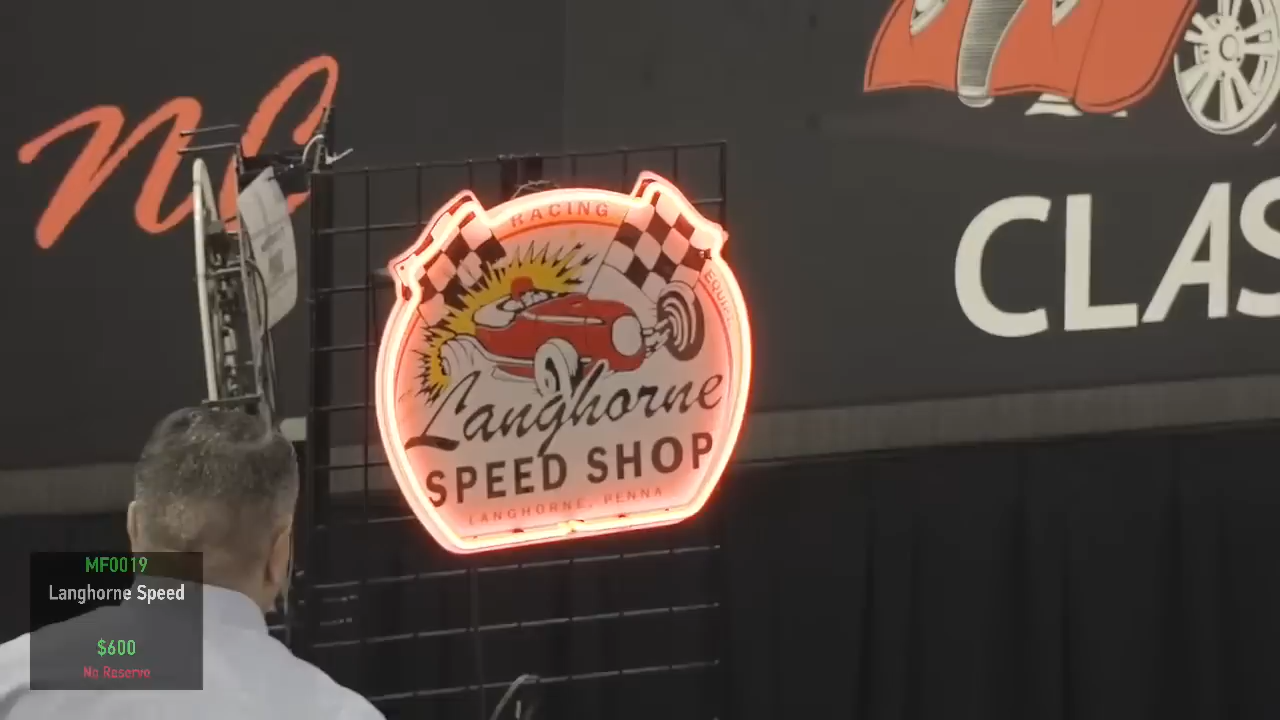 RACING
Langhorne
SPEED SHOP
LANGHORNE, PENNA
CLAS
MF0019
Langhorne Speed
$600
No Reserve